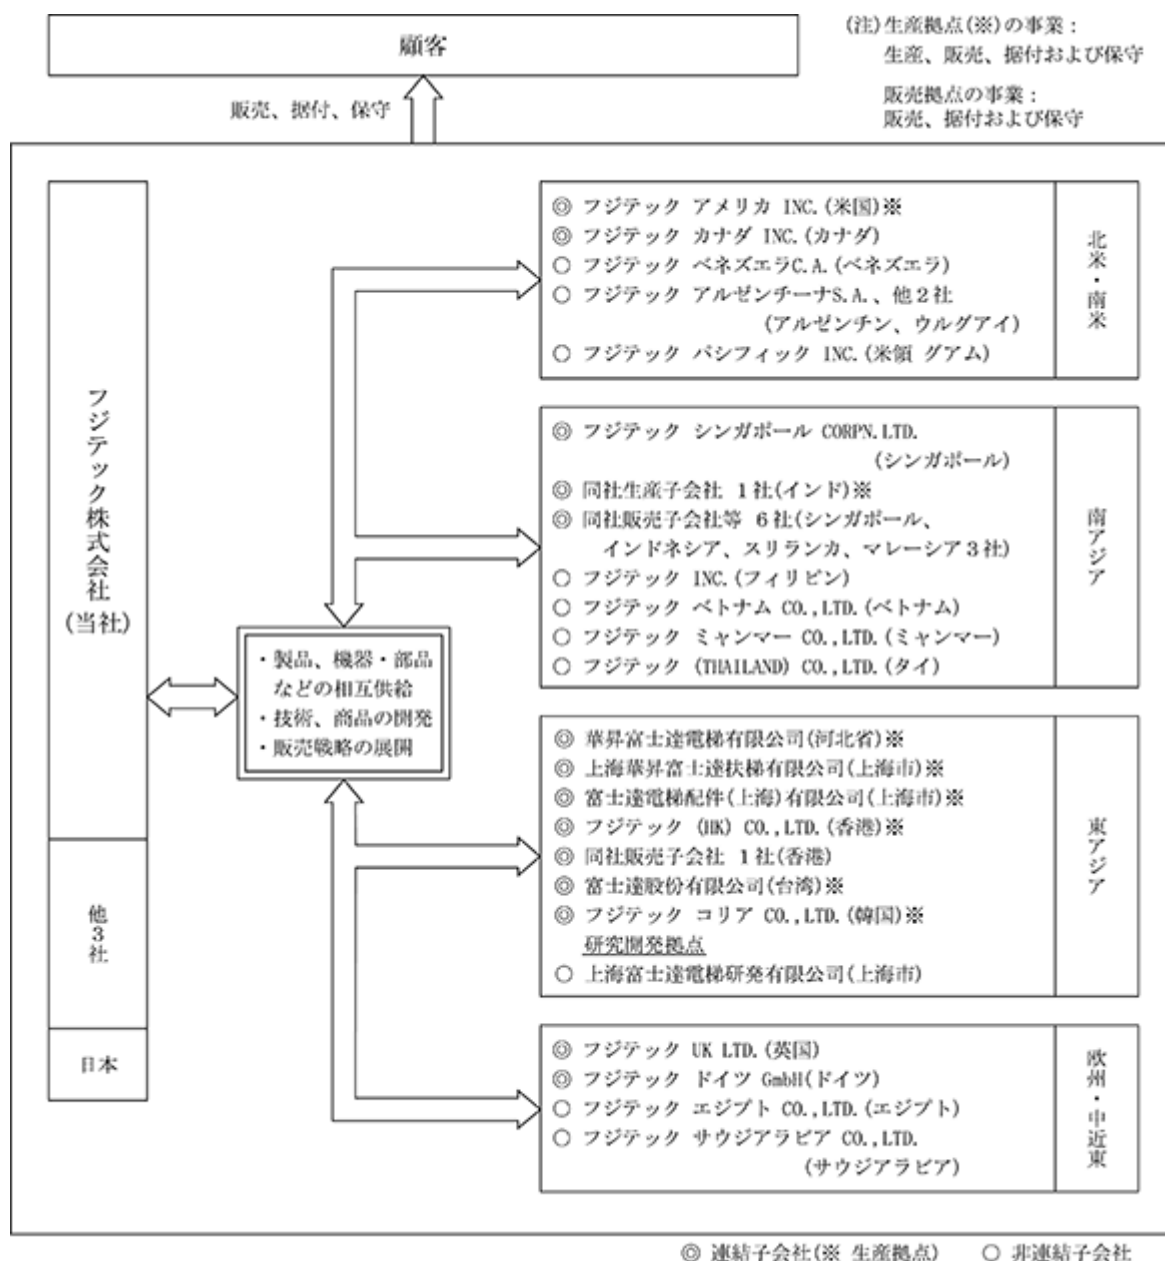 顧客
(注)生産拠点(※)の事業：
生産、販売、据付および保守
販売拠点の事業：
販売、据付および保守
販売、据付、保守
フジテック株式会社
(当社)
他3社
日本
・製品、機器・部品
などの相互供給
・技術、商品の開発
・販売戦略の展開
◎ フジテック アメリカ INC.(米国)※
◎ フジテック カナダ INC.(カナダ)
○ フジテック ベネズエラC.A.(ベネズエラ)
○ フジテック アルゼンチーナS.A.、他2社
(アルゼンチン、ウルグアイ)
○ フジテック パシフィック INC.(米領 グアム)
北米・南米
◎ フジテック シンガポール CORPN.LTD.
(シンガポール)
◎ 同社生産子会社 1社(インド)※
◎ 同社販売子会社等 6社(シンガポール、
インドネシア、スリランカ、マレーシア3社)
○ フジテック INC.(フィリピン)
○ フジテック ベトナム CO.,LTD.(ベトナム)
○ フジテック ミャンマー CO.,LTD.(ミャンマー)
○ フジテック (THAILAND) CO.,LTD.(タイ)
南アジア
◎ 華昇富士達電梯有限公司(河北省)※
◎ 上海華昇富士達扶梯有限公司(上海市)※
◎ 富士達電梯配件(上海)有限公司(上海市)※
◎ フジテック (HK) CO.,LTD.(香港)※
◎ 同社販売子会社 1社(香港)
◎ 富士達股份有限公司(台湾)※
◎ フジテック コリア CO.,LTD.(韓国)※
研究開発拠点
○ 上海富士達電梯研発有限公司(上海市)
東アジア
◎ フジテック UK LTD.(英国)
◎ フジテック ドイツ GmbH(ドイツ)
○ フジテック エジプト CO.,LTD.(エジプト)
○ フジテック サウジアラビア CO.,LTD.
(サウジアラビア)
欧州・中近東
◎ 連結子会社(※ 生産拠点) ○ 非連結子会社